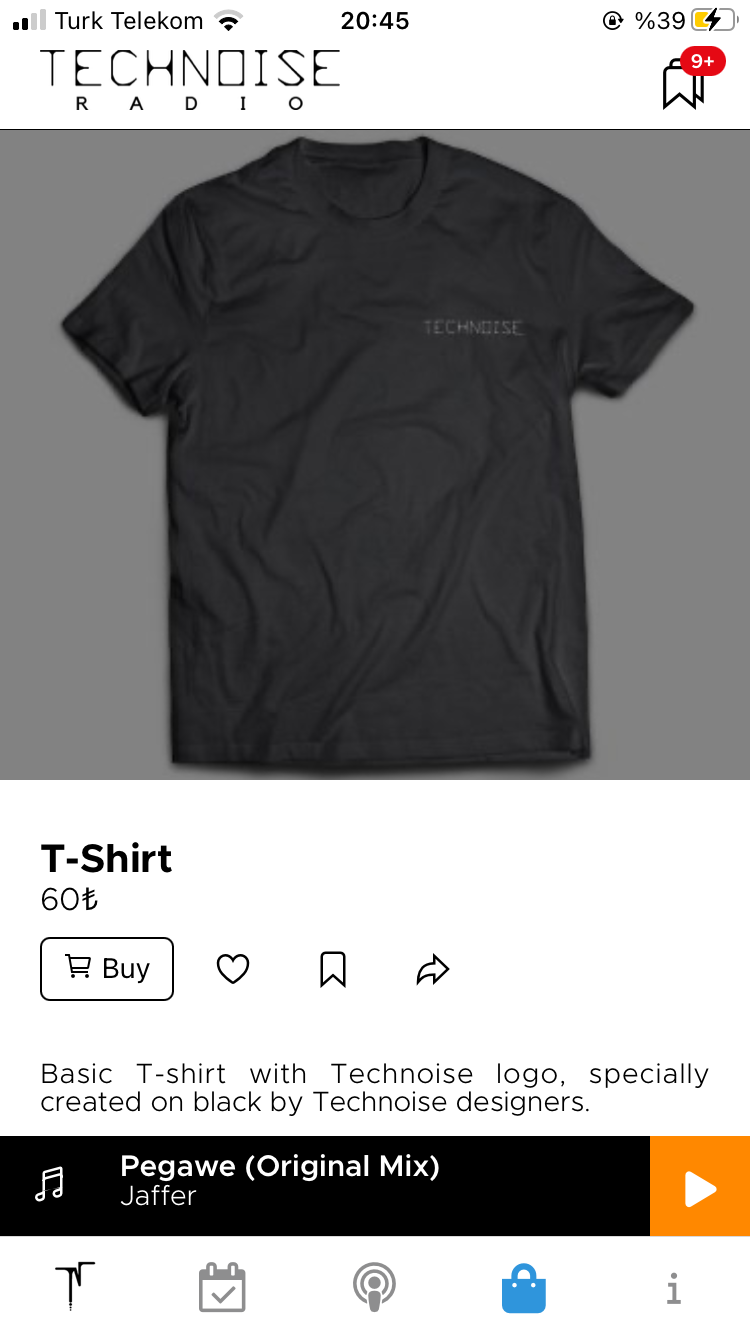 Turk Telekom
20:45
%39
TECHNOISE
RADIO
9+
TECHNOISE
T-Shirt
60₺
Buy
Basic T-shirt with Technoise logo, specially
created on black by Technoise designers.
Pegawe (Original Mix)
Jaffer